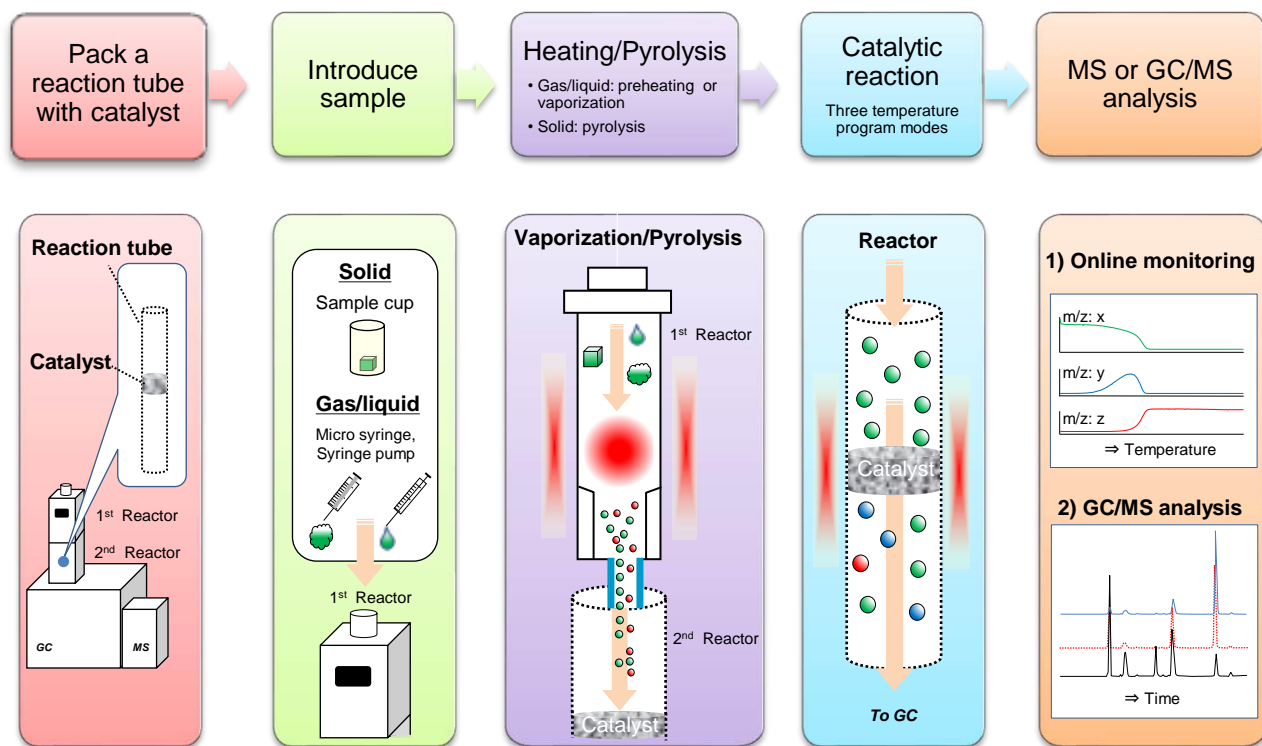 Pack a
reaction tube
with catalyst
Introduce
sample
Heating/Pyrolysis
• Gas/liquid: preheating or
vaporization
• Solid: pyrolysis
Catalytic
reaction
Three temperature
program modes
MS or GC/MS
analysis
Reaction tube
Catalyst
1st Reactor
2nd Reactor
GC
MS
Solid
Sample cup
Gas/liquid
Micro syringe,
Syringe pump
1st Reactor
Vaporization/Pyrolysis
1st Reactor
2nd Reactor
Catalyst
Reactor
Catalyst
To GC
1) Online monitoring
m/z: x
m/z: y
m/z: z
⇒ Temperature
2) GC/MS analysis
⇒ Time